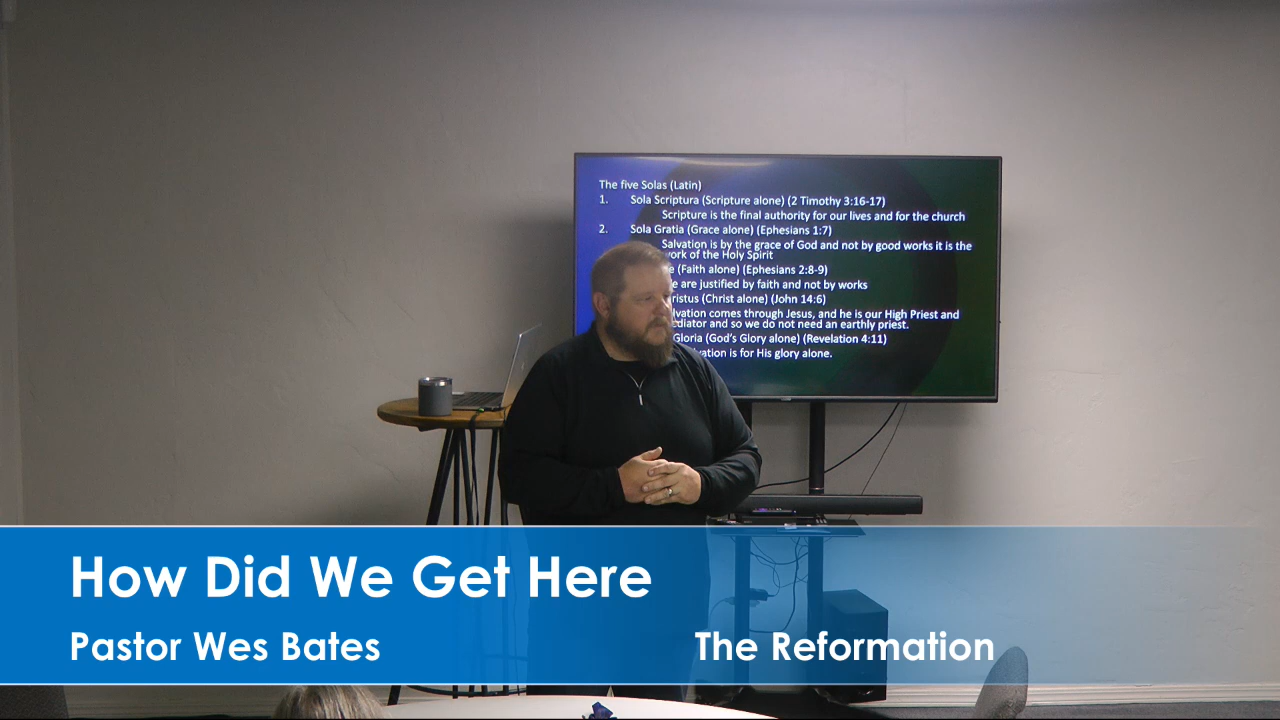 The five Solas (Latin)
1. Sola Scriptura (Scripture alone) (2 Timothy 3:16-17)
Scripture is the final authority for our lives and for the church
2. Sola Gratia (Grace alone) (Ephesians 1:7)
Salvation is by the grace of God and not by good works it is the
work of the Holy Spirit
(Faith alone) (Ephesians 2:8-9)
are justified by faith and not by works
(Christ alone) (John 14:6)
comes through Jesus, and he is our High Priest and
and so we do not need an earthly priest.
Gloria (God's Glory alone) (Revelation 4:11)
is for His glory alone.
How Did We Get Here
Pastor Wes Bates
The Reformation